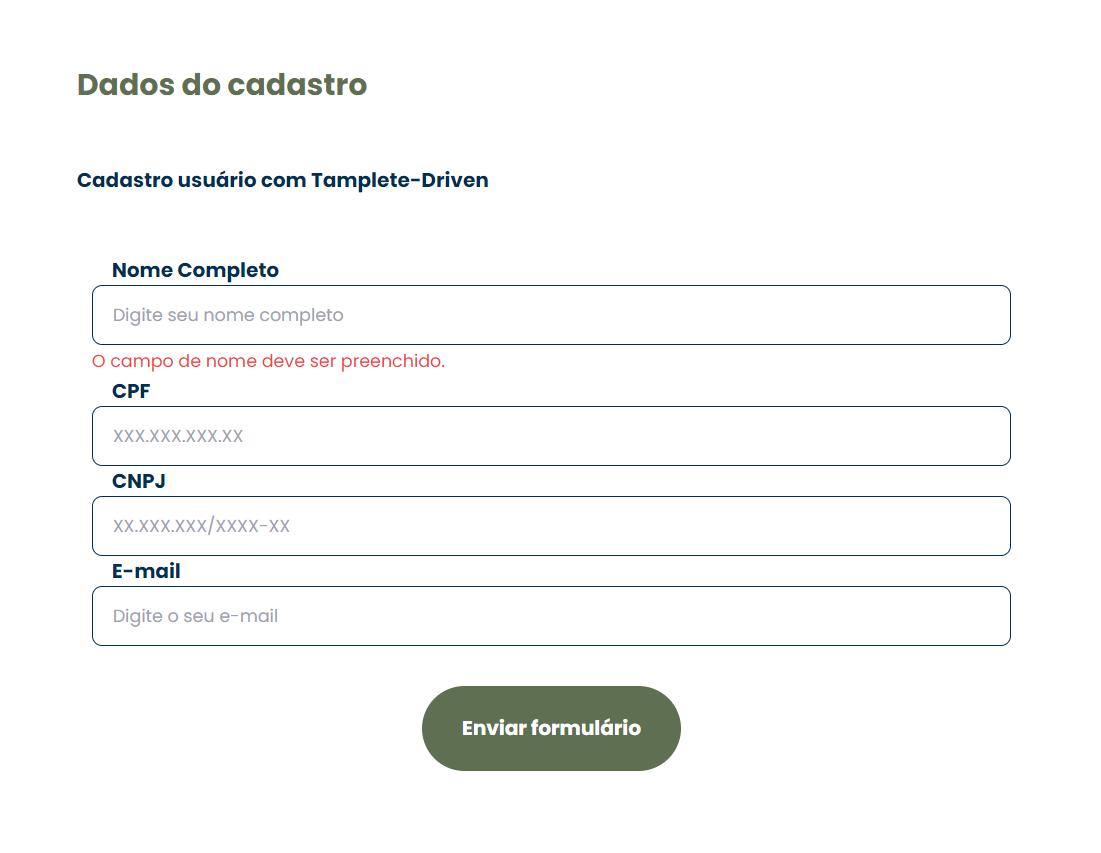 Dados do cadastro
Cadastro usuário com Tamplete-Driven
Nome Completo
Digite seu nome completo
O campo de nome deve ser preenchido.
CPF
XXX.XXX.XXX.XX
CNPJ
XX.XXX.XXX/XXXX-XX
E-mail
Digite o seu e-mail
Enviar formulário